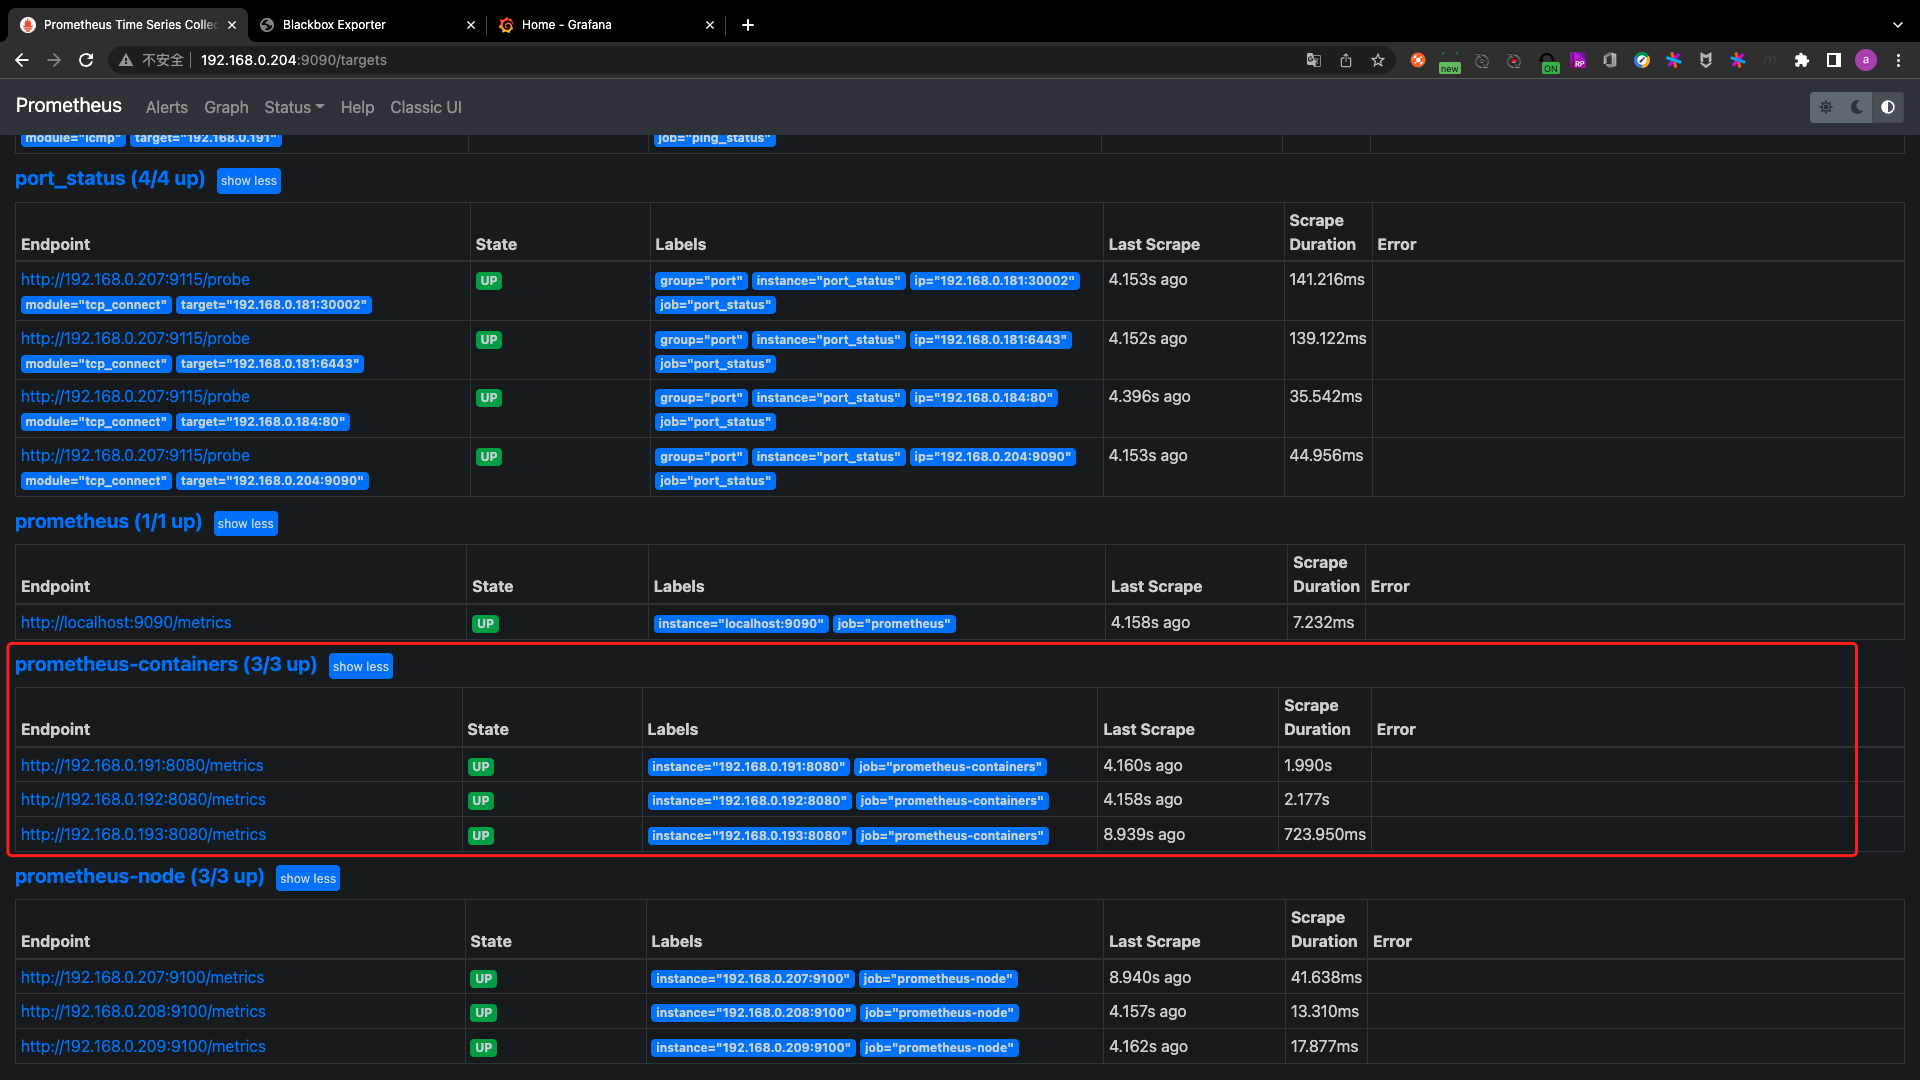 Prometheus Time Series Collec
Blackbox Exporter
Home - Grafana
不安全 192.168.0.204:9090/targets
new
ON
RP
a
Prometheus Alerts Graph Status Help Classic UI
module="icmp" target="192.168.0.191" job="ping_status"
port_status (4/4 up) show less
Endpoint State Labels Last Scrape Scrape Duration Error
http://192.168.0.207:9115/probe UP group="port" instance="port_status" ip="192.168.0.181:30002" 4.153s ago 141.216ms
module="tcp_connect" target="192.168.0.181:30002" job="port_status"
http://192.168.0.207:9115/probe UP group="port" instance="port_status" ip="192.168.0.181:6443" 4.152s ago 139.122ms
module="tcp_connect" target="192.168.0.181:6443" job="port_status"
http://192.168.0.207:9115/probe UP group="port" instance="port_status" ip="192.168.0.184:80" 4.396s ago 35.542ms
module="tcp_connect" target="192.168.0.184:80" job="port_status"
http://192.168.0.207:9115/probe UP group="port" instance="port_status" ip="192.168.0.204:9090" 4.153s ago 44.956ms
module="tcp_connect" target="192.168.0.204:9090" job="port_status"
prometheus (1/1 up) show less
Endpoint State Labels Last Scrape Scrape Duration Error
http://localhost:9090/metrics UP instance="localhost:9090" job="prometheus" 4.158s ago 7.232ms
prometheus-containers (3/3 up) show less
Endpoint State Labels Last Scrape Scrape Duration Error
http://192.168.0.191:8080/metrics UP instance="192.168.0.191:8080" job="prometheus-containers" 4.160s ago 1.990s
http://192.168.0.192:8080/metrics UP instance="192.168.0.192:8080" job="prometheus-containers" 4.158s ago 2.177s
http://192.168.0.193:8080/metrics UP instance="192.168.0.193:8080" job="prometheus-containers" 8.939s ago 723.950ms
prometheus-node (3/3 up) show less
Endpoint State Labels Last Scrape Scrape Duration Error
http://192.168.0.207:9100/metrics UP instance="192.168.0.207:9100" job="prometheus-node" 8.940s ago 41.638ms
http://192.168.0.208:9100/metrics UP instance="192.168.0.208:9100" job="prometheus-node" 4.157s ago 13.310ms
http://192.168.0.209:9100/metrics UP instance="192.168.0.209:9100" job="prometheus-node" 4.162s ago 17.877ms